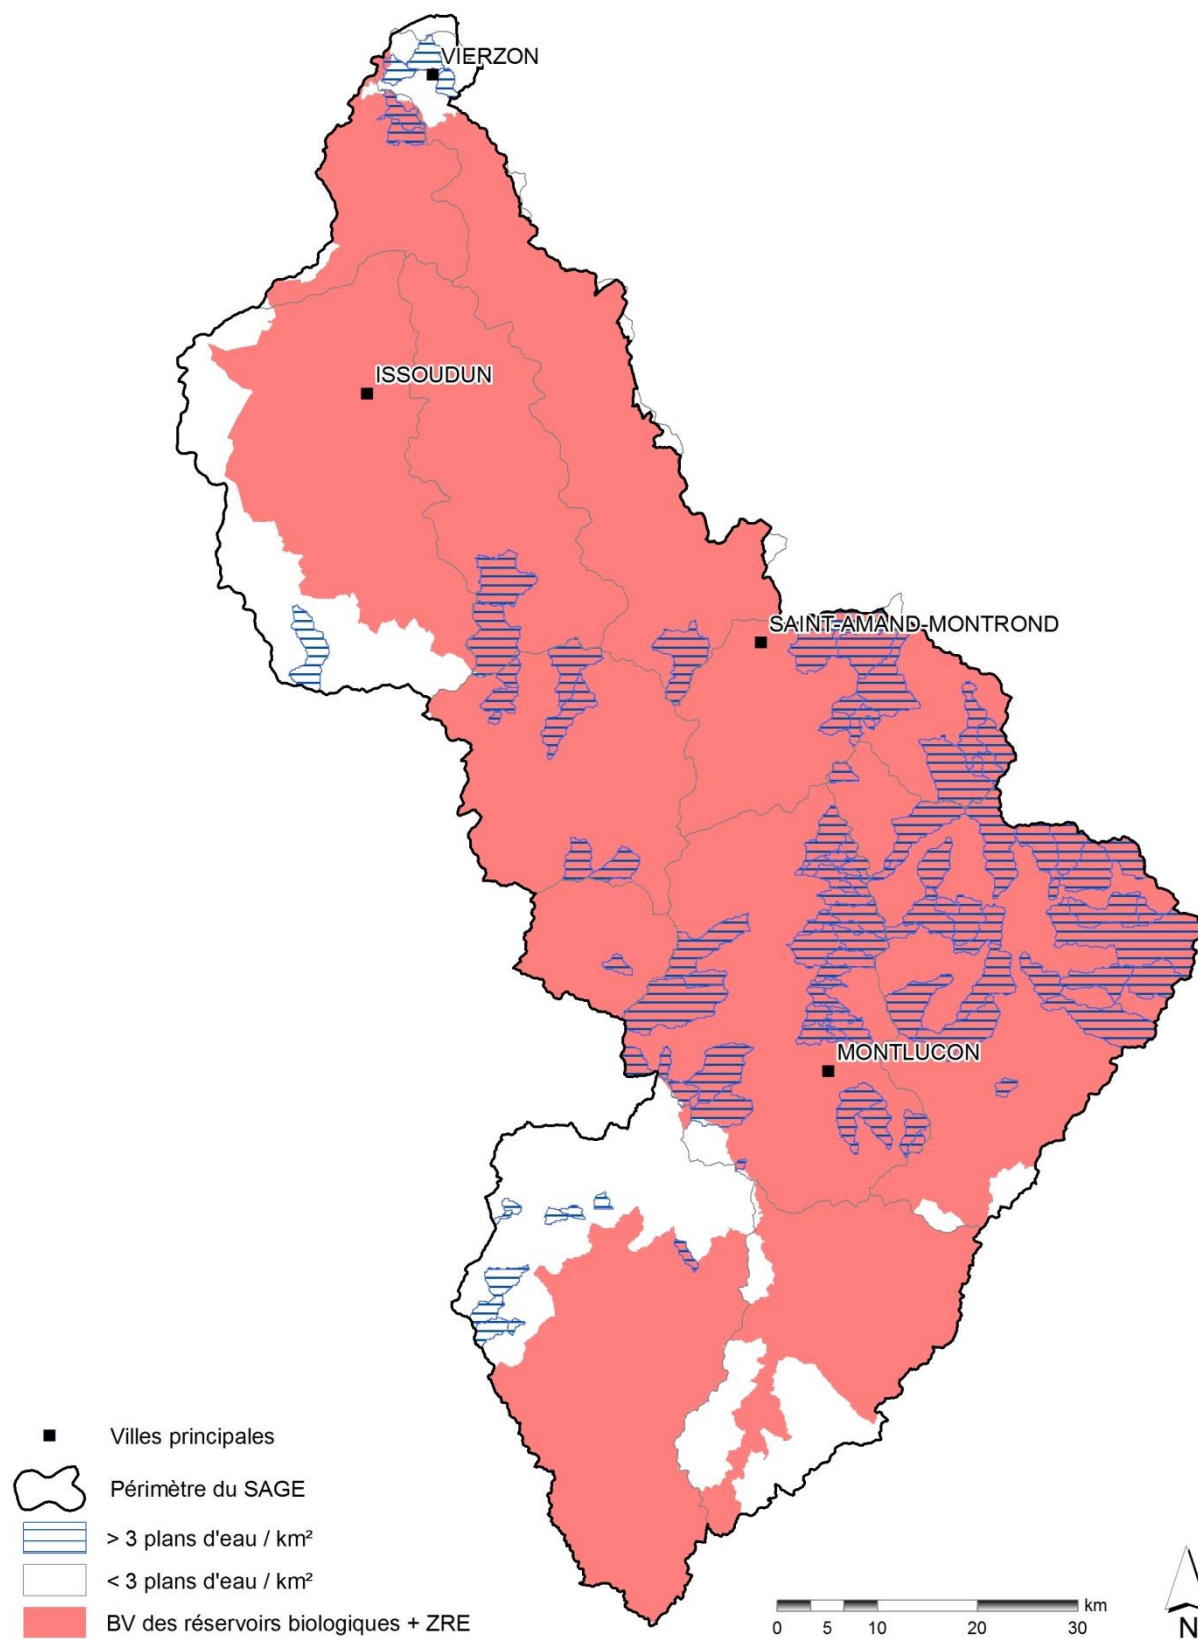 VIERZON
ISSOUDUN
SAINT-AMAND-MONTROND
MONTLUCON
Villes principales
Périmètre du SAGE
> 3 plans d'eau / km²
< 3 plans d'eau / km²
BV des réservoirs biologiques + ZRE
km
0 5 10 20 30
N